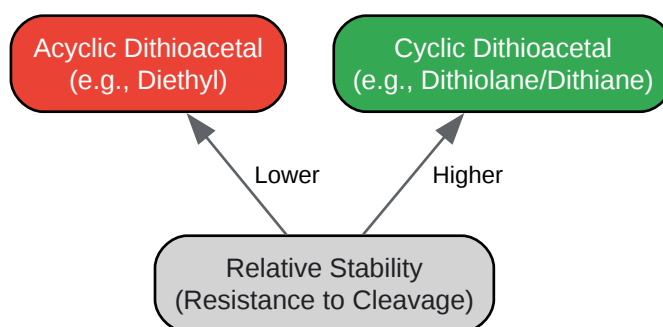 Acyclic Dithioacetal
(e.g., Diethyl)
Cyclic Dithioacetal
(e.g., Dithiolane/Dithiane)
Lower
Higher
Relative Stability
(Resistance to Cleavage)